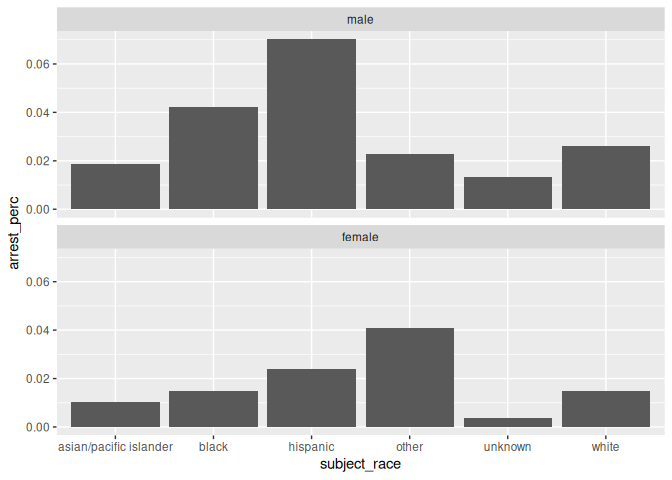 male
0.06
0.04
0.02
0.00
arrest_perc
female
0.06
0.04
0.02
0.00
asian/pacific islander black hispanic other unknown white
subject_race